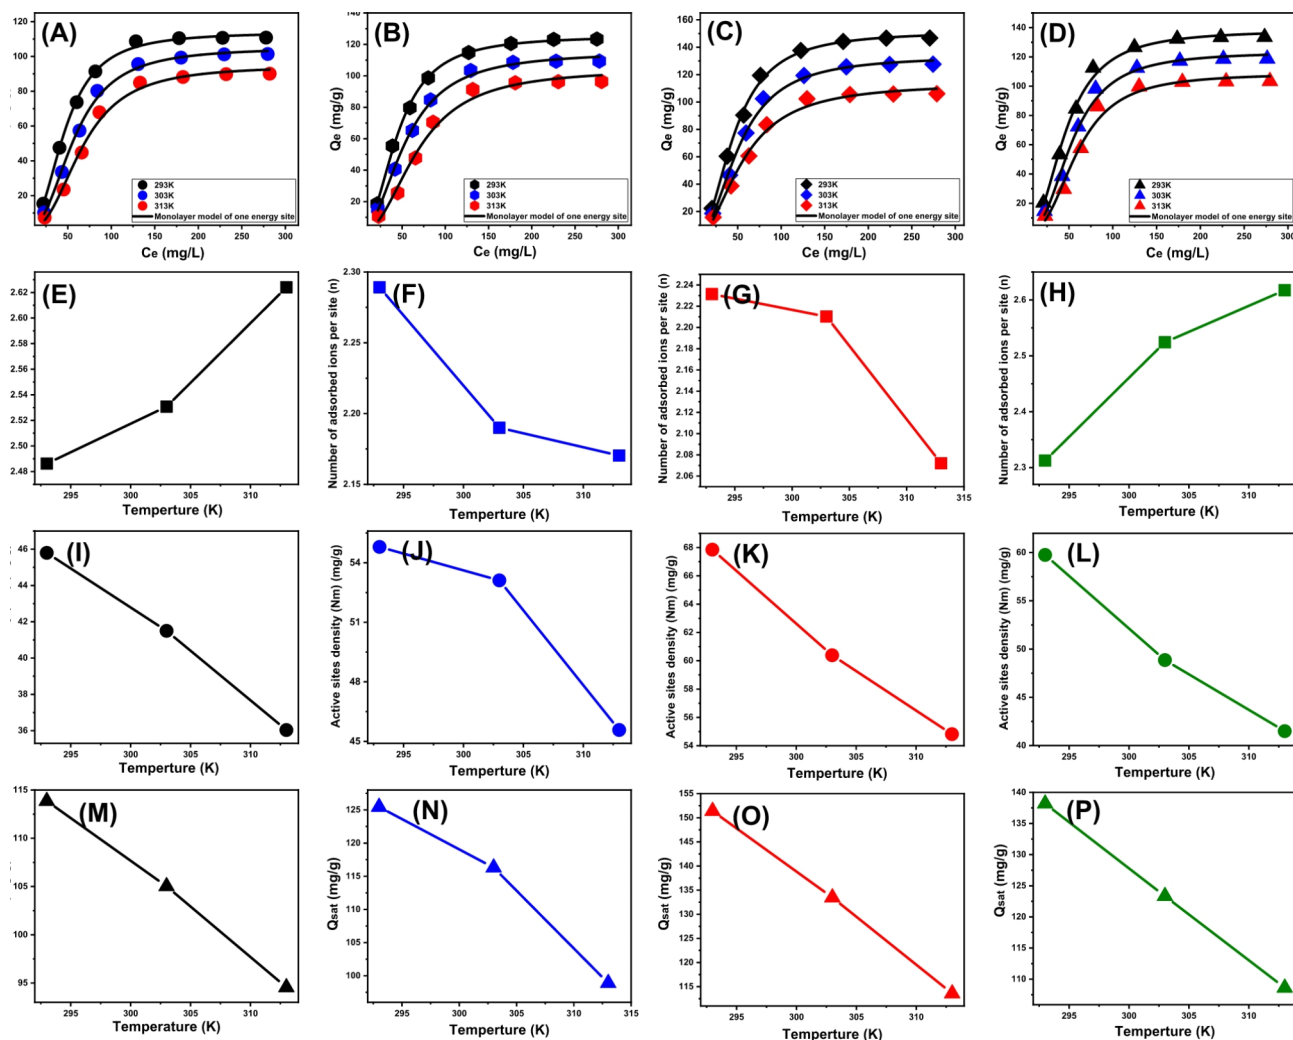 (A)
120
100
80
60
40
20
50
100
150
200
250
300
Ce (mg/L)
293K
303K
313K
Monolayer model of one energy site
(B)
Qe (mg/g)
140
120
100
80
60
40
20
0
50
100
150
200
250
300
Ce (mg/L)
293K
303K
313K
Monolayer model of one energy site
(C)
Qe (mg/g)
160
140
120
100
80
60
40
20
50
100
150
200
250
300
Ce (mg/L)
293K
303K
313K
Monolayer model of one energy site
(D)
Qe (mg/g)
140
120
100
80
60
40
20
0
50
100
150
200
250
300
Ce (mg/L)
293K
303K
313K
Monolayer model of one energy site
(E)
2.62
2.60
2.58
2.56
2.54
2.52
2.50
2.48
295
300
305
310
Temperture (K)
(F)
Number of adsorbed ions per site (n)
2.30
2.25
2.20
2.15
295
300
305
310
Temperture (K)
(G)
Number of adsorbed ions per site (n)
2.24
2.22
2.20
2.18
2.16
2.14
2.12
2.10
2.08
2.06
295
300
305
310
315
Temperture (K)
(H)
Number of adsorbed ions per site (n)
2.6
2.5
2.4
2.3
295
300
305
310
Temperture (K)
(I)
46
44
42
40
38
36
295
300
305
310
Temperture (K)
(J)
Active sites density (Nm) (mg/g)
54
51
48
45
295
300
305
310
Temperture (K)
(K)
Active sites density (Nm) (mg/g)
68
66
64
62
60
58
56
54
295
300
305
310
Temperture (K)
(L)
Active sites density (Nm) (mg/g)
60
55
50
45
40
295
300
305
310
Temperture (K)
(M)
115
105
95
295
300
305
310
Temperature (K)
(N)
Qsat (mg/g)
125
120
115
110
105
100
295
300
305
310
315
Temperture (K)
(O)
Qsat (mg/g)
155
150
145
140
135
130
125
120
115
295
300
305
310
Temperture (K)
(P)
Qsat (mg/g)
140
135
130
125
120
115
110
295
300
305
310
Temperture (K)